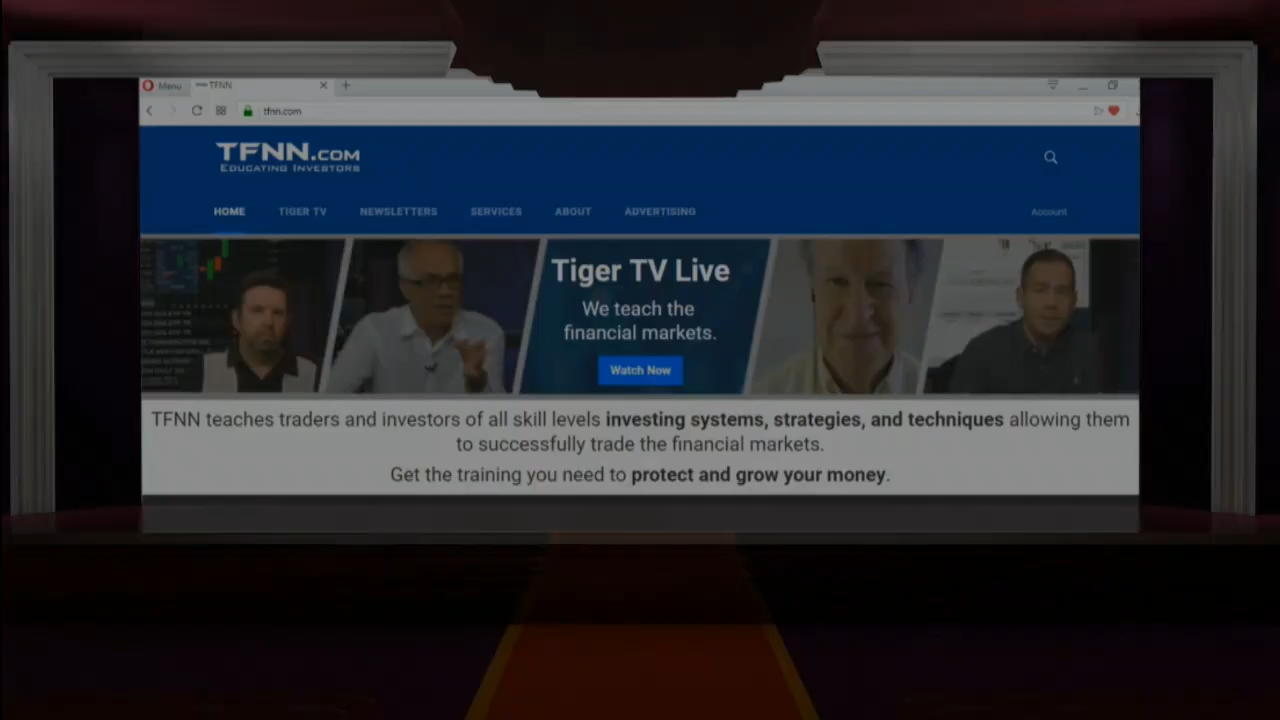 Menu
TFNN
tfnn.com
TFNN.COM
EDUCATING INVESTORS
HOME TIGER TV NEWSLETTERS SERVICES ABOUT ADVERTISING Account
Tiger TV Live
We teach the
financial markets.
Watch Now
TFNN teaches traders and investors of all skill levels investing systems, strategies, and techniques allowing them
to successfully trade the financial markets.
Get the training you need to protect and grow your money.